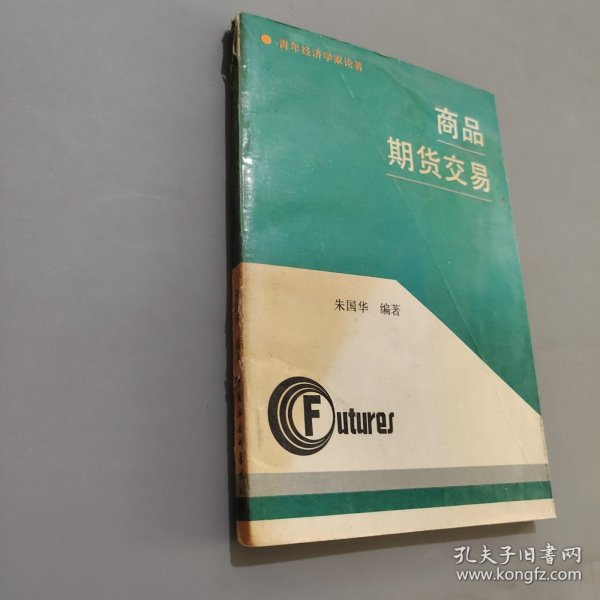 青年经济学家论著
商品
期货交易
朱国华 编著
Futures
孔夫子旧书网
www.kongfz.com